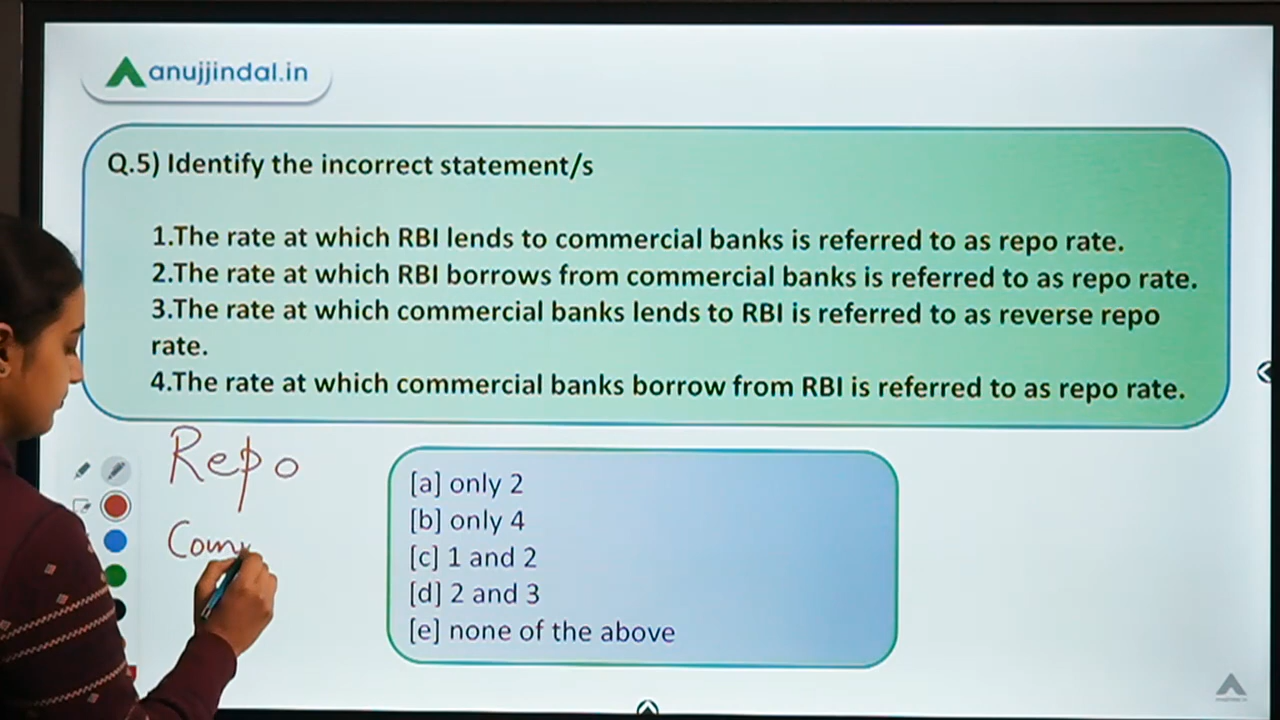 anujjindal.in
Q.5) Identify the incorrect statement/s
1.The rate at which RBI lends to commercial banks is referred to as repo rate.
2.The rate at which RBI borrows from commercial banks is referred to as repo rate.
3.The rate at which commercial banks lends to RBI is referred to as reverse repo
rate.
4.The rate at which commercial banks borrow from RBI is referred to as repo rate.
Repo
Com
[a] only 2
[b] only 4
[c] 1 and 2
[d] 2 and 3
[e] none of the above